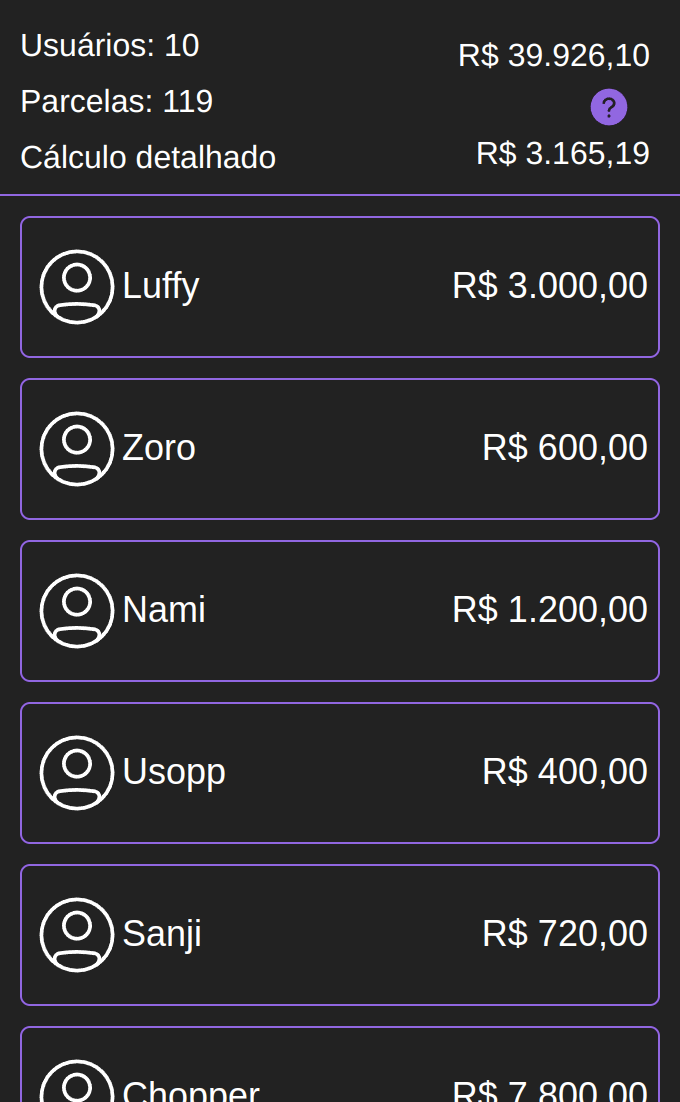 Usuários: 10
R$ 39.926,10
Parcelas: 119
?
Cálculo detalhado
R$ 3.165,19
Luffy
R$ 3.000,00
Zoro
R$ 600,00
Nami
R$ 1.200,00
Usopp
R$ 400,00
Sanji
R$ 720,00
Chopper
R$ 7.800,00